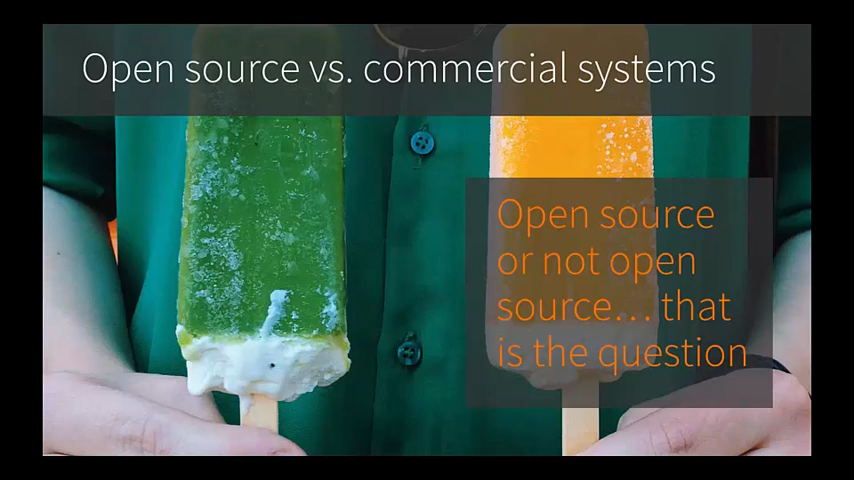 Open source vs. commercial systems
Open source
or not open
source... that
is the question